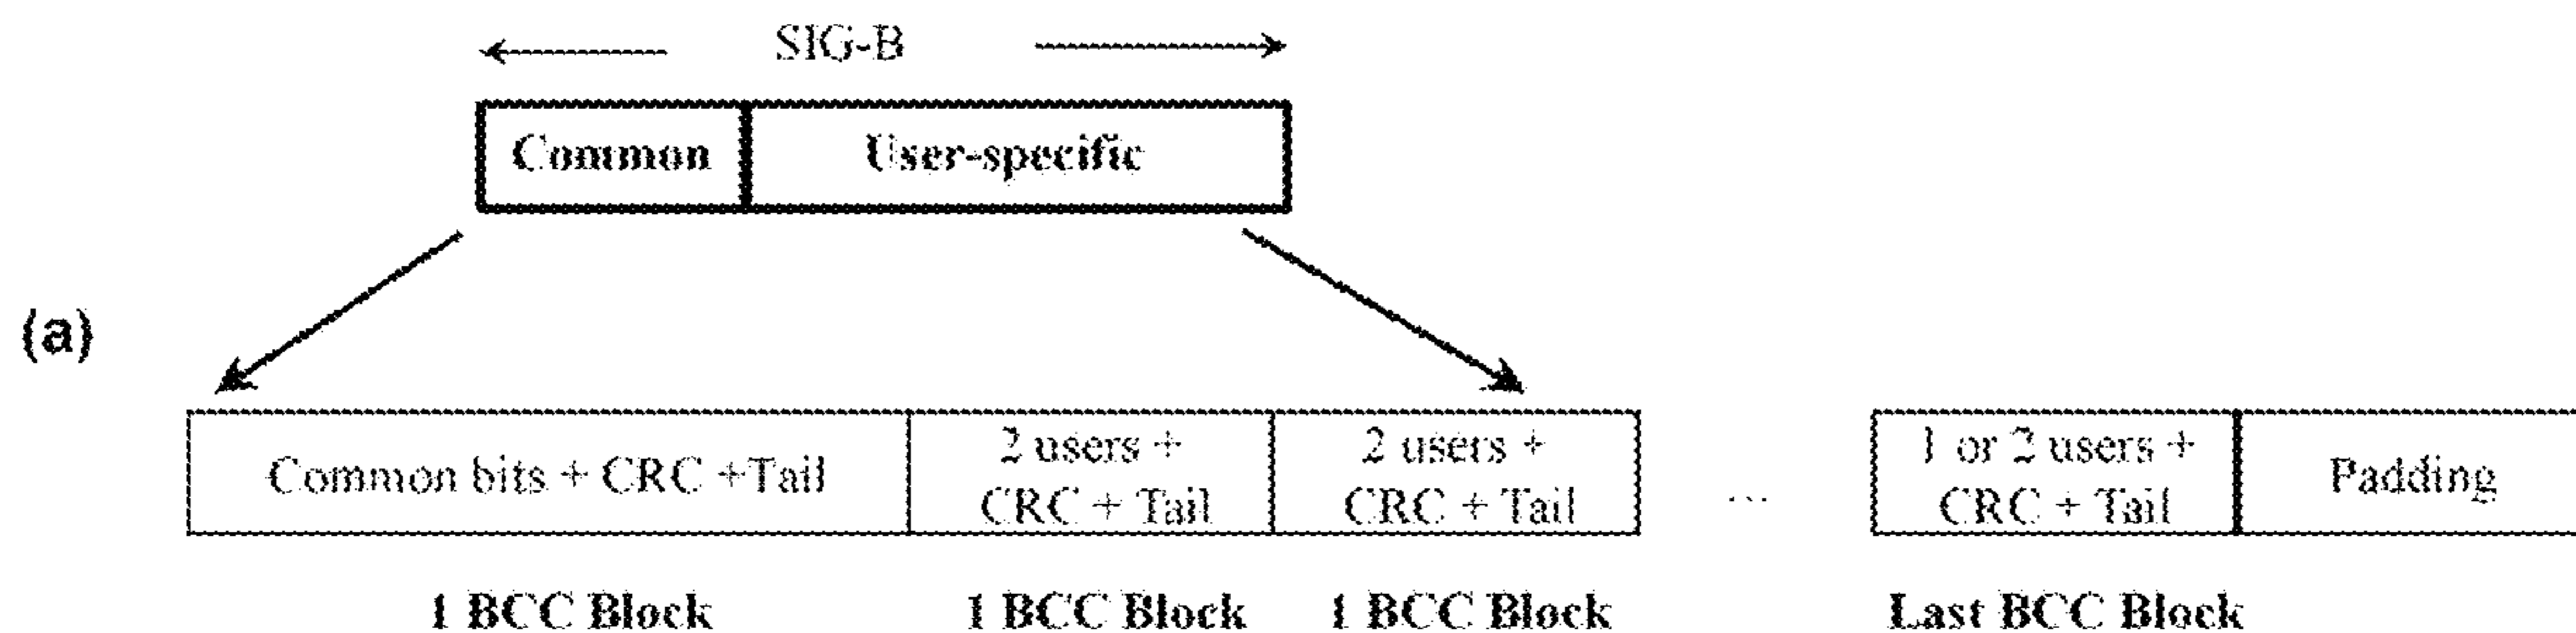 SIG-B
Common User-specific
(a)
Common bits + CRC +Tail
2 users +
CRC + Tail
2 users +
CRC + Tail
...
1 or 2 users +
CRC + Tail
Padding
1 BCC Block 1 BCC Block 1 BCC Block Last BCC Block